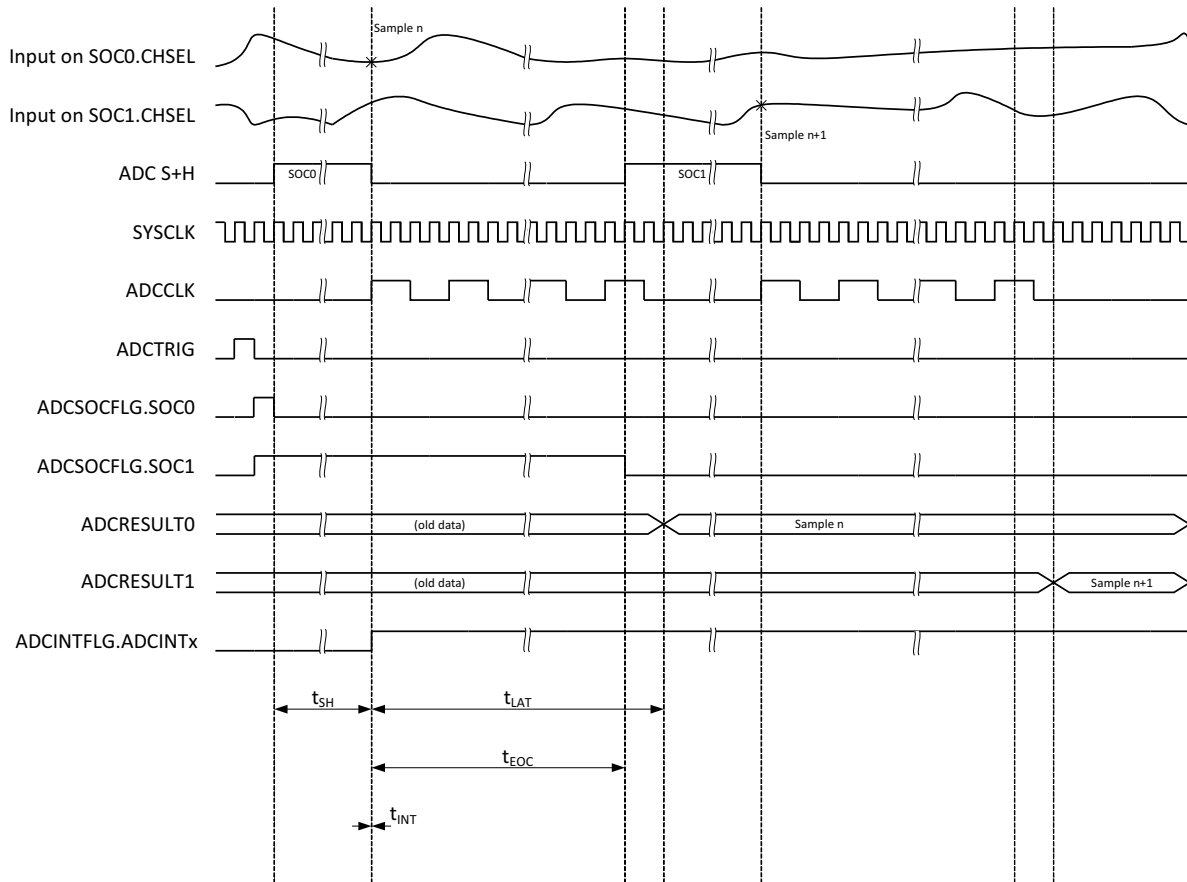 Sample n
Input on SOC0.CHSEL
Input on SOC1.CHSEL
Sample n+1
ADC S+H
SOC0
SOC1
SYSCLK
ADCCLK
ADCTRIG
ADCSOCFLG.SOC0
ADCSOCFLG.SOC1
ADCRESULT0
(old data)
Sample n
ADCRESULT1
(old data)
Sample n+1
ADCINTFLG.ADCINTx
tSH
tLAT
tEOC
tINT